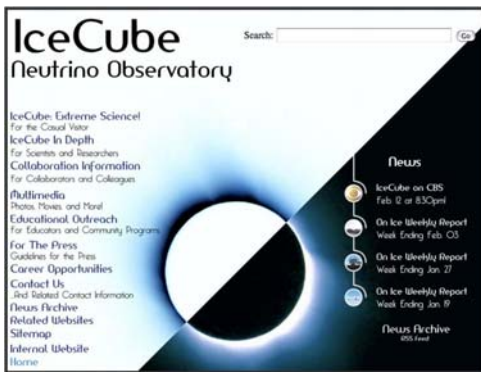 IceCube
Neutrino Observatory
Search:
Go
IceCube: Extreme Science!
For the Casual Visitor
IceCube In Depth
For Scientists and Researchers
Collaboration Information
For Collaborators and Colleagues
Multimedia
Photos, Movies, and More!
Educational Outreach
For Educators and Community Programs
For The Press
Guidelines for the Press
Career Opportunities
Contact Us
...And Related Contact Information
News Archive
Related Websites
Sitemap
Internal Website
Home
News
IceCube on CBS
Feb 12 at 8:30pm!
On Ice Weekly Report
Week Ending Feb 03
On Ice Weekly Report
Week Ending Jan 27
On Ice Weekly Report
Week Ending Jan 19
News Archive
RSS Feed